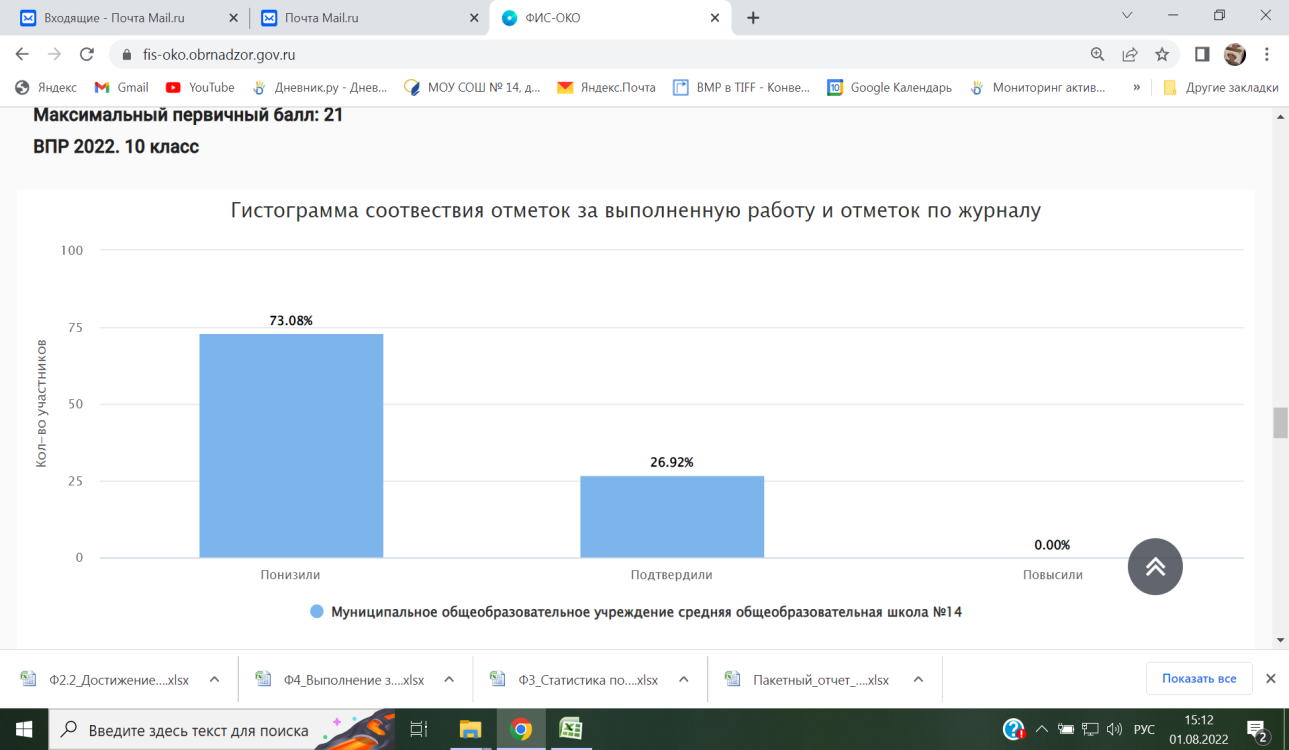 Входящие - Почта Mail.ru
Почта Mail.ru
ФИС-ОКО
fis-oko.obrnadzor.gov.ru
Яндекс
Gmail
YouTube
Дневник.ру - Днев...
МОУ СОШ № 14, д...
Яндекс.Почта
BMP в TIFF - Конве...
10
Google Календарь
Мониторинг актив...
»
Другие закладки
Максимальный первичный балл: 21
ВПР 2022. 10 класс
Гистограмма соотвествия отметок за выполненную работу и отметок по журналу
Кол-во участников
100
75
50
25
0
73.08%
26.92%
0.00%
Понизили
Подтвердили
Повысили
Муниципальное общеобразовательное учреждение средняя общеобразовательная школа №14
Ф2.2_Достижение....xlsx
Ф4_Выполнение з....xlsx
Ф3_Статистика по....xlsx
Пакетный_отчет_....xlsx
Показать все
Введите здесь текст для поиска
РУС
15:12
01.08.2022
2